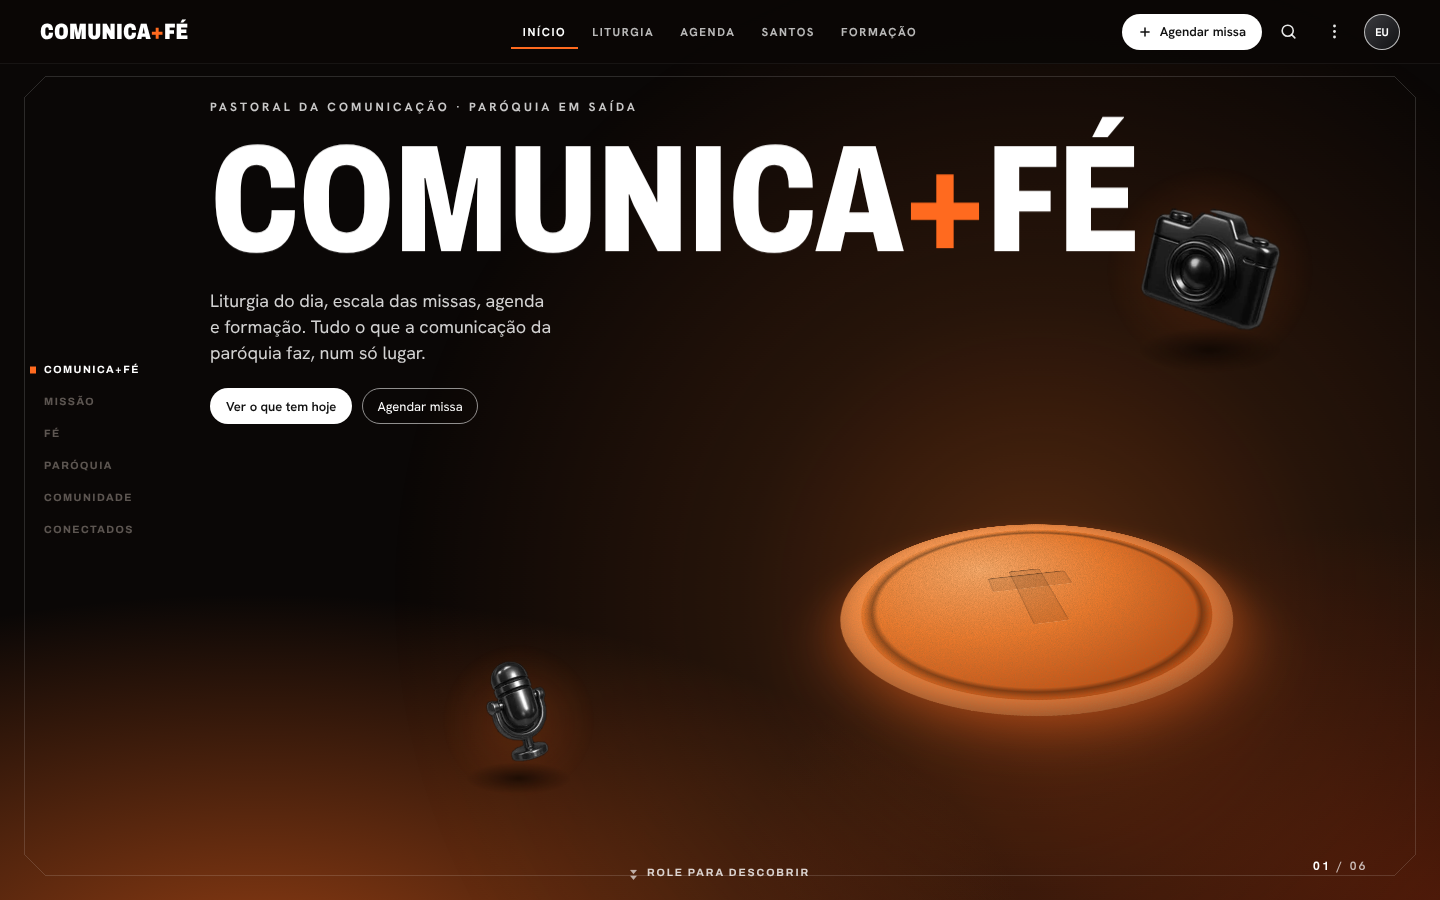 COMUNICA+FÉ
INÍCIO
LITURGIA
AGENDA
SANTOS
FORMAÇÃO
+ Agendar missa
EU
PASTORAL DA COMUNICAÇÃO · PARÓQUIA EM SAÍDA
COMUNICA+FÉ
Liturgia do dia, escala das missas, agenda
e formação. Tudo o que a comunicação da
paróquia faz, num só lugar.
Ver o que tem hoje
Agendar missa
COMUNICA+FÉ
MISSÃO
FÉ
PARÓQUIA
COMUNIDADE
CONECTADOS
ROLE PARA DESCOBRIR
01 / 06